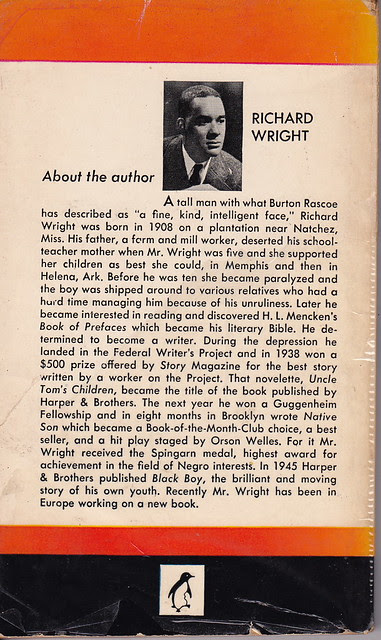 RICHARD
WRIGHT
About the author
A tall man with what Burton Rascoe
has described as "a fine, kind, intelligent face," Richard
Wright was born in 1908 on a plantation near Natchez,
Miss. His father, a farm and mill worker, deserted his school-
teacher mother when Mr. Wright was five and she supported
her children as best she could, in Memphis and then in
Helena, Ark. Before he was ten she became paralyzed and
the boy was shipped around to various relatives who had a
hard time managing him because of his unruliness. Later he
became interested in reading and discovered H. L. Mencken's
Book of Prefaces which became his literary Bible. He de-
termined to become a writer. During the depression he
landed in the Federal Writer's Project and in 1938 won a
$500 prize offered by Story Magazine for the best story
written by a worker on the Project. That novelette, Uncle
Tom's Children, became the title of the book published by
Harper & Brothers. The next year he won a Guggenheim
Fellowship and in eight months in Brooklyn wrote Native
Son which became a Book-of-the-Month-Club choice, a best
seller, and a hit play staged by Orson Welles. For it Mr.
Wright received the Spingarn medal, highest award for
achievement in the field of Negro interests. In 1945 Harper
& Brothers published Black Boy, the brilliant and moving
story of his own youth. Recently Mr. Wright has been in
Europe working on a new book.